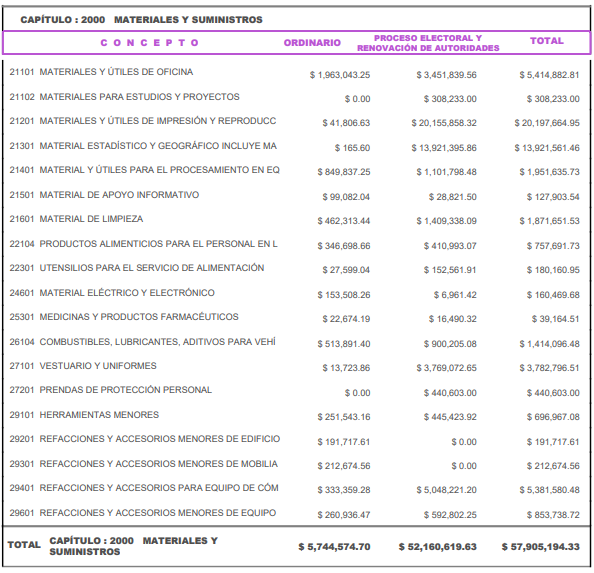 CAPÍTULO : 2000 MATERIALES Y SUMINISTROS
C O N C E P T O ORDINARIO PROCESO ELECTORAL Y RENOVACIÓN DE AUTORIDADES TOTAL
21101 MATERIALES Y ÚTILES DE OFICINA $ 1,963,043.25 $ 3,451,839.56 $ 5,414,882.81
21102 MATERIALES PARA ESTUDIOS Y PROYECTOS $ 0.00 $ 308,233.00 $ 308,233.00
21201 MATERIALES Y ÚTILES DE IMPRESIÓN Y REPRODUCC $ 41,806.63 $ 20,155,858.32 $ 20,197,664.95
21301 MATERIAL ESTADÍSTICO Y GEOGRÁFICO INCLUYE MA $ 165.60 $ 13,921,395.86 $ 13,921,561.46
21401 MATERIAL Y ÚTILES PARA EL PROCESAMIENTO EN EQ $ 849,837.25 $ 1,101,798.48 $ 1,951,635.73
21501 MATERIAL DE APOYO INFORMATIVO $ 99,082.04 $ 28,821.50 $ 127,903.54
21601 MATERIAL DE LIMPIEZA $ 462,313.44 $ 1,409,338.09 $ 1,871,651.53
22104 PRODUCTOS ALIMENTICIOS PARA EL PERSONAL EN L $ 346,698.66 $ 410,993.07 $ 757,691.73
22301 UTENSILIOS PARA EL SERVICIO DE ALIMENTACIÓN $ 27,599.04 $ 152,561.91 $ 180,160.95
24601 MATERIAL ELÉCTRICO Y ELECTRÓNICO $ 153,508.26 $ 6,961.42 $ 160,469.68
25301 MEDICINAS Y PRODUCTOS FARMACÉUTICOS $ 22,674.19 $ 16,490.32 $ 39,164.51
26104 COMBUSTIBLES, LUBRICANTES, ADITIVOS PARA VEHÍ $ 513,891.40 $ 900,205.08 $ 1,414,096.48
27101 VESTUARIO Y UNIFORMES $ 13,723.86 $ 3,769,072.65 $ 3,782,796.51
27201 PRENDAS DE PROTECCIÓN PERSONAL $ 0.00 $ 440,603.00 $ 440,603.00
29101 HERRAMIENTAS MENORES $ 251,543.16 $ 445,423.92 $ 696,967.08
29201 REFACCIONES Y ACCESORIOS MENORES DE EDIFICIO $ 191,717.61 $ 0.00 $ 191,717.61
29301 REFACCIONES Y ACCESORIOS MENORES DE MOBILIA $ 212,674.56 $ 0.00 $ 212,674.56
29401 REFACCIONES Y ACCESORIOS PARA EQUIPO DE CÓM $ 333,359.28 $ 5,048,221.20 $ 5,381,580.48
29601 REFACCIONES Y ACCESORIOS MENORES DE EQUIPO $ 260,936.47 $ 592,802.25 $ 853,738.72
TOTAL CAPÍTULO : 2000 MATERIALES Y SUMINISTROS $ 5,744,574.70 $ 52,160,619.63 $ 57,905,194.33